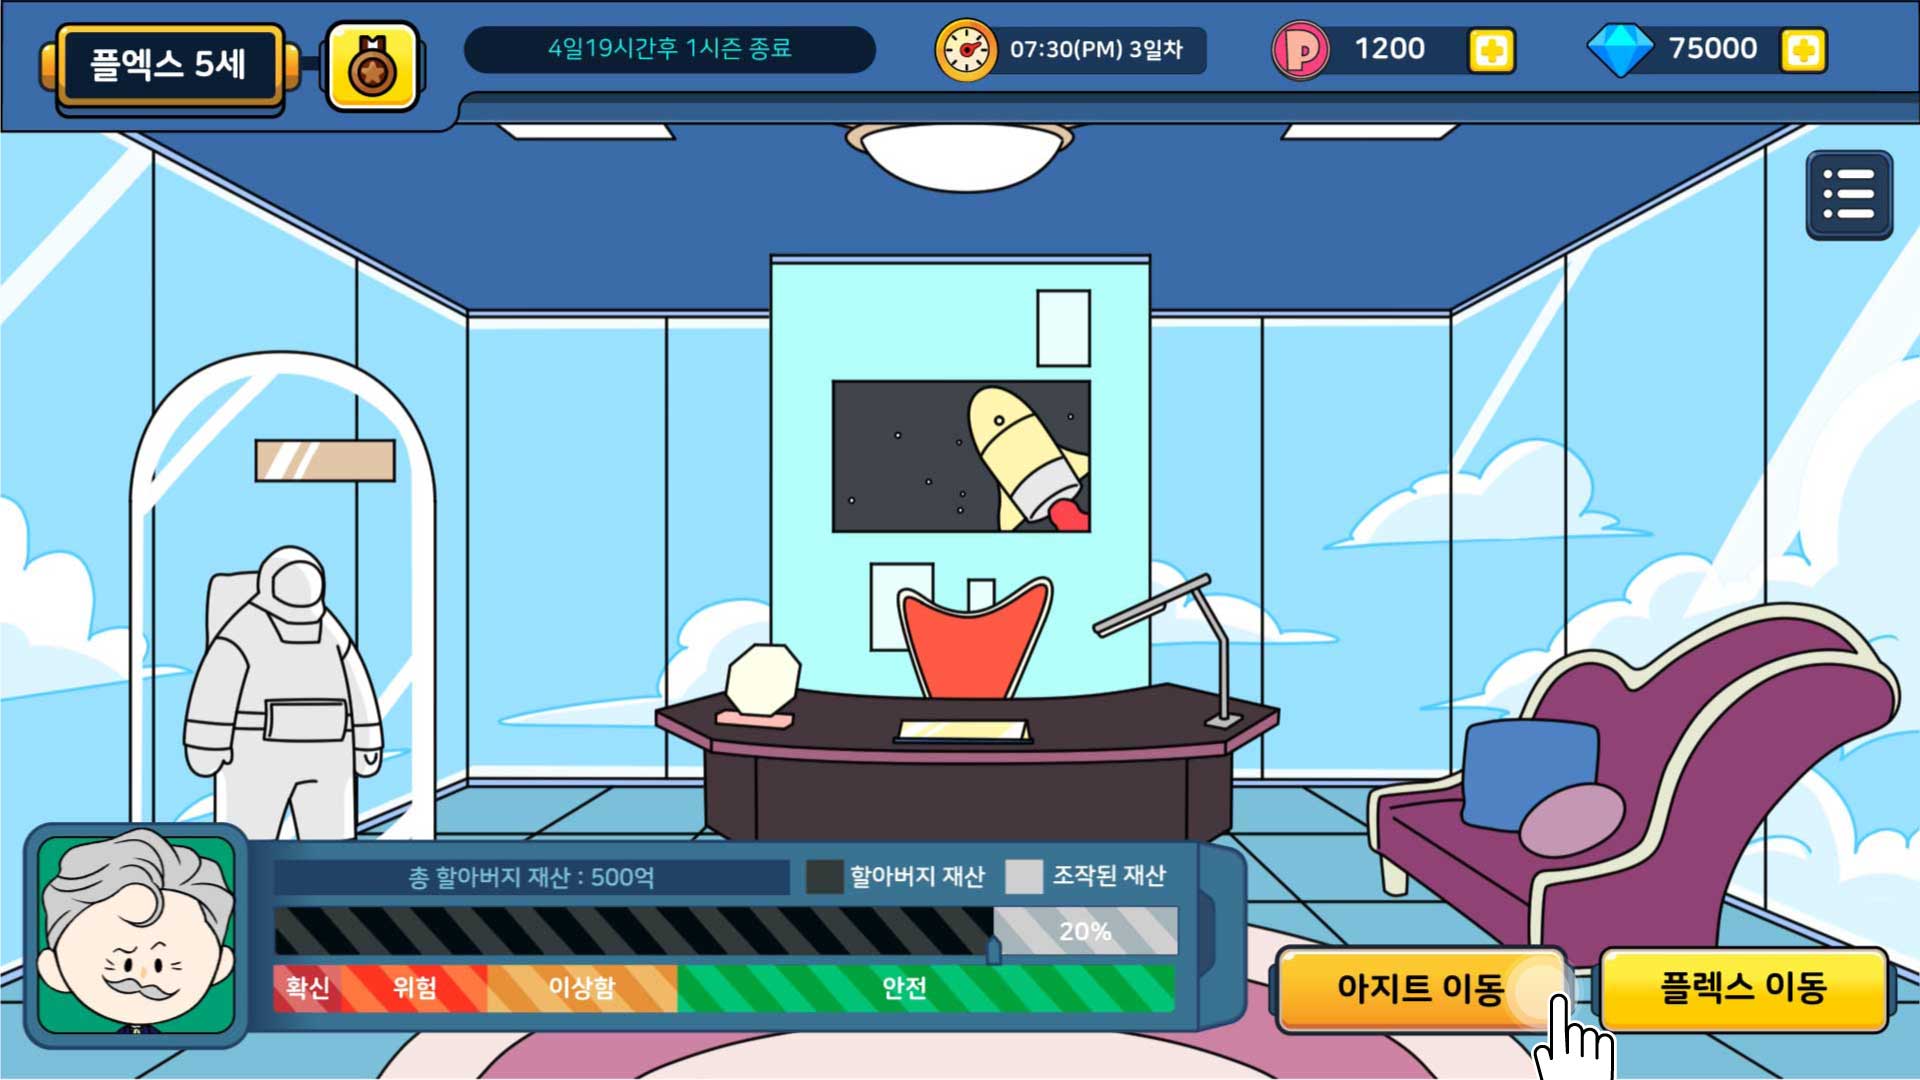 플엑스 5세
4일19시간후 1시즌 종료
07:30(PM) 3일차
P
1200
75000
총 할아버지 재산 : 500억
할아버지 재산
조작된 재산
20%
확신
위험
이상함
안전
아지트 이동
플렉스 이동